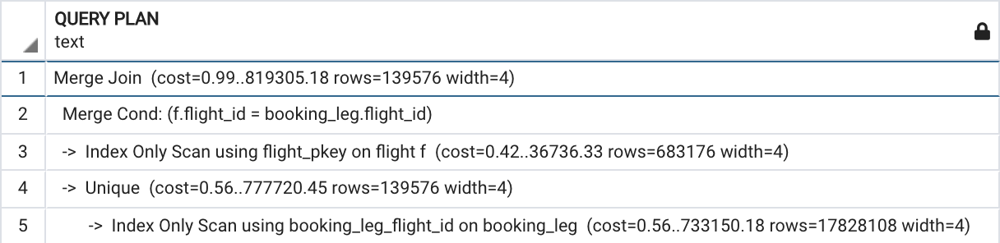 QUERY PLAN
text
1 Merge Join (cost=0.99..819305.18 rows=139576 width=4)
2 Merge Cond: (f.flight_id = booking_leg.flight_id)
3 -> Index Only Scan using flight_pkey on flight f (cost=0.42..36736.33 rows=683176 width=4)
4 -> Unique (cost=0.56..777720.45 rows=139576 width=4)
5 -> Index Only Scan using booking_leg_flight_id on booking_leg (cost=0.56..733150.18 rows=17828108 width=4)